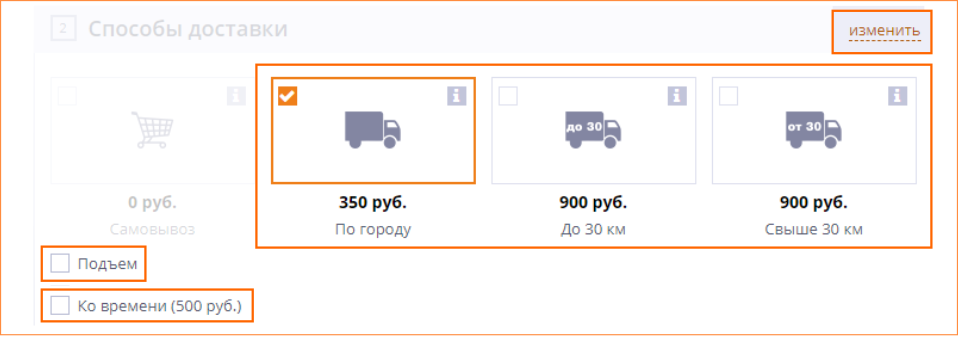 2 Способы доставки
изменить
до 30
от 30
0 руб.
350 руб.
900 руб.
900 руб.
Самовывоз
По городу
До 30 км
Свыше 30 км
Подъем
Ко времени (500 руб.)